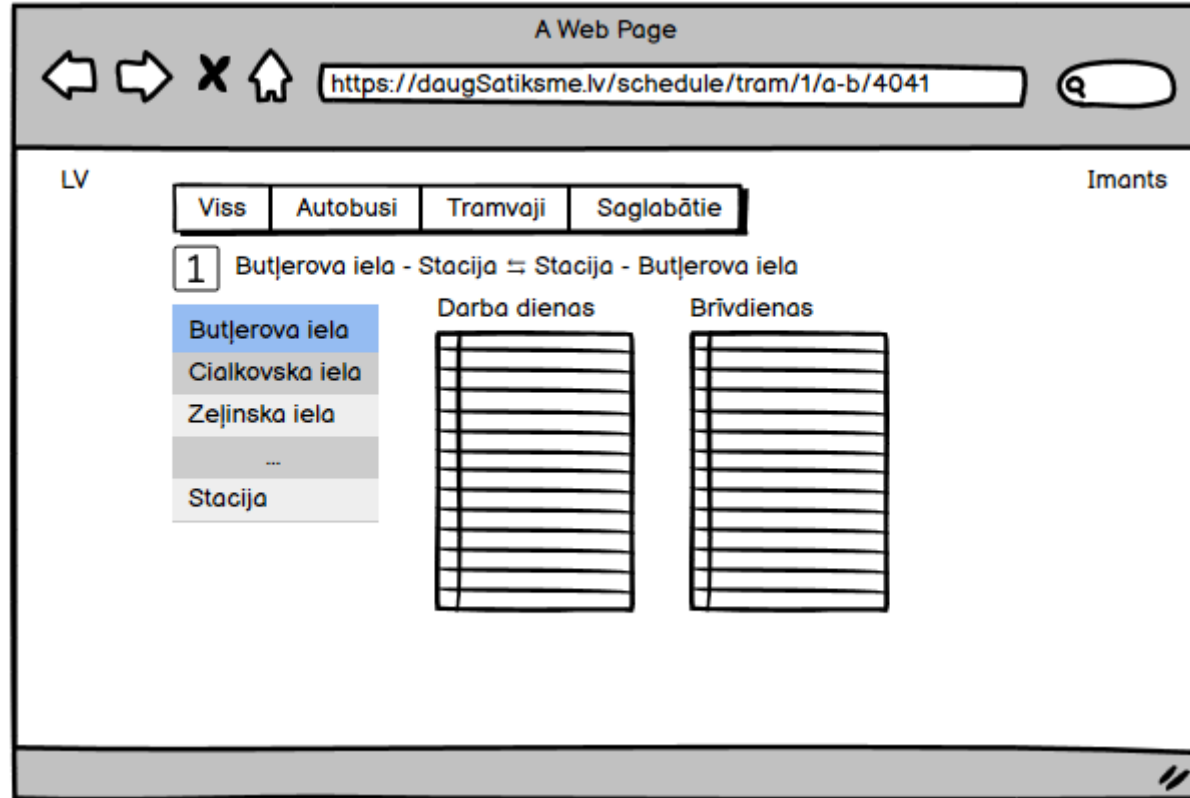 A Web Page
https://daugSatiksme.lv/schedule/tram/1/a-b/4041
LV
Imants
Viss Autobusi Tramvaji Saglabātie
1 Butļerova iela - Stacija ⇆ Stacija - Butļerova iela
Butļerova iela
Cialkovska iela
Zeļinska iela
...
Stacija
Darba dienas
Brīvdienas